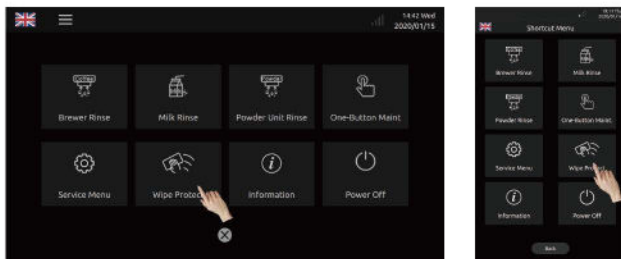 14:42 Wed
2020/01/15
Coffee
Powder
Brewer Rinse
Milk Rinse
Powder Unit Rinse
One-Button Maint
Service Menu
Wipe Protect
Information
Power Off
Shortcut Menu
Brewer Rinse
Milk Rinse
Powder Rinse
One-Button Maint.
Service Menu
Wipe Protect
Information
Power Off
Back